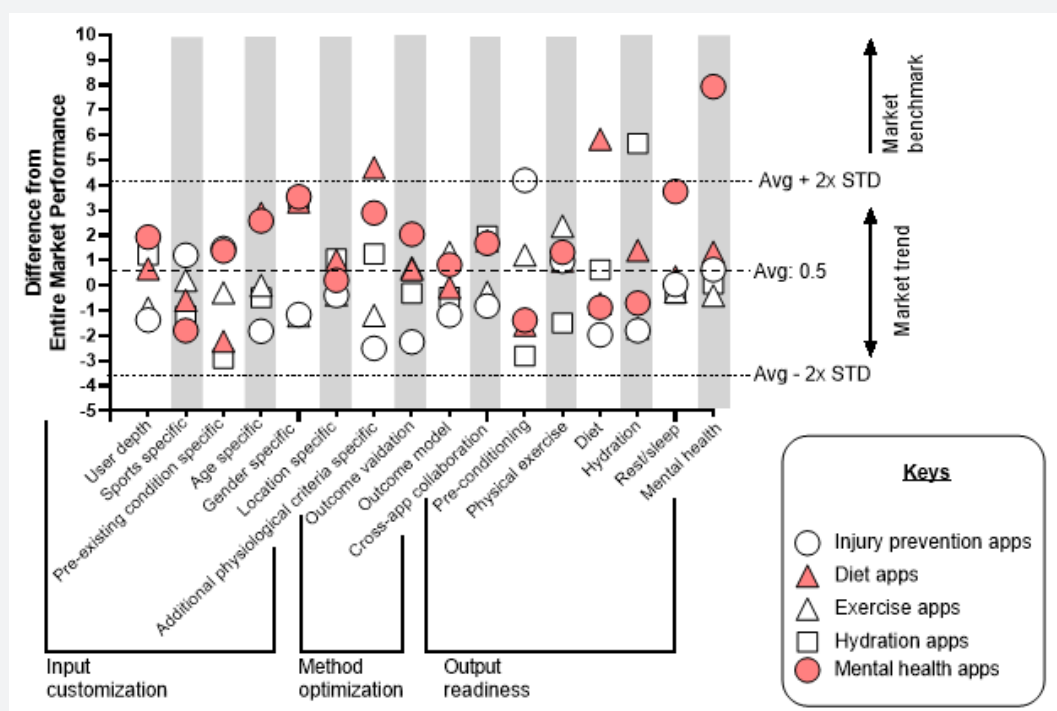 Difference from
Entire Market Performance
10
9
8
7
6
5
4
3
2
1
0
-1
-2
-3
-4
-5
Market
benchmark
Avg + 2x STD
Avg: 0.5
Market trend
Avg - 2x STD
User depth
Sports specific
Pre-existing condition specific
Age specific
Gender specific
Location specific
Additional physiological criteria specific
Outcome vaidation
Outcome model
Cross-app collaboration
Pre-conditioning
Physical exercise
Diet
Hydration
Rest/sleep
Mental health
Input
customization
Method
optimization
Output
readiness
Keys
Injury prevention apps
Diet apps
Exercise apps
Hydration apps
Mental health apps